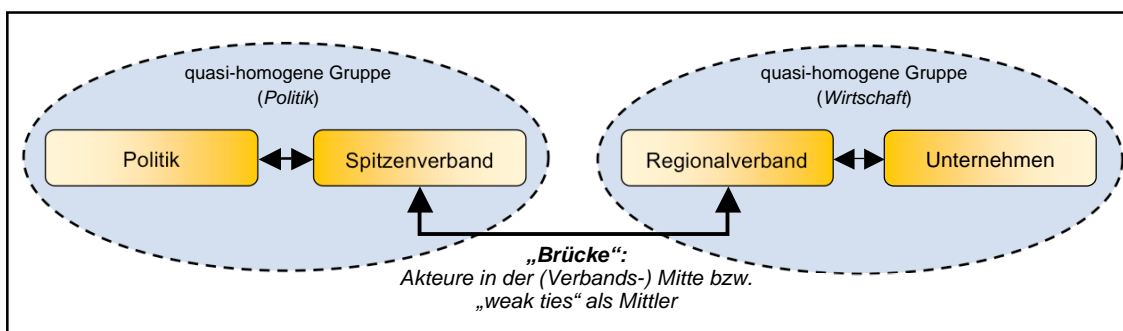 quasi-homogene Gruppe
(Politik)
Politik
Spitzenverband
quasi-homogene Gruppe
(Wirtschaft)
Regionalverband
Unternehmen
„Brücke“:
Akteure in der (Verbands-) Mitte bzw.
„weak ties“ als Mittler